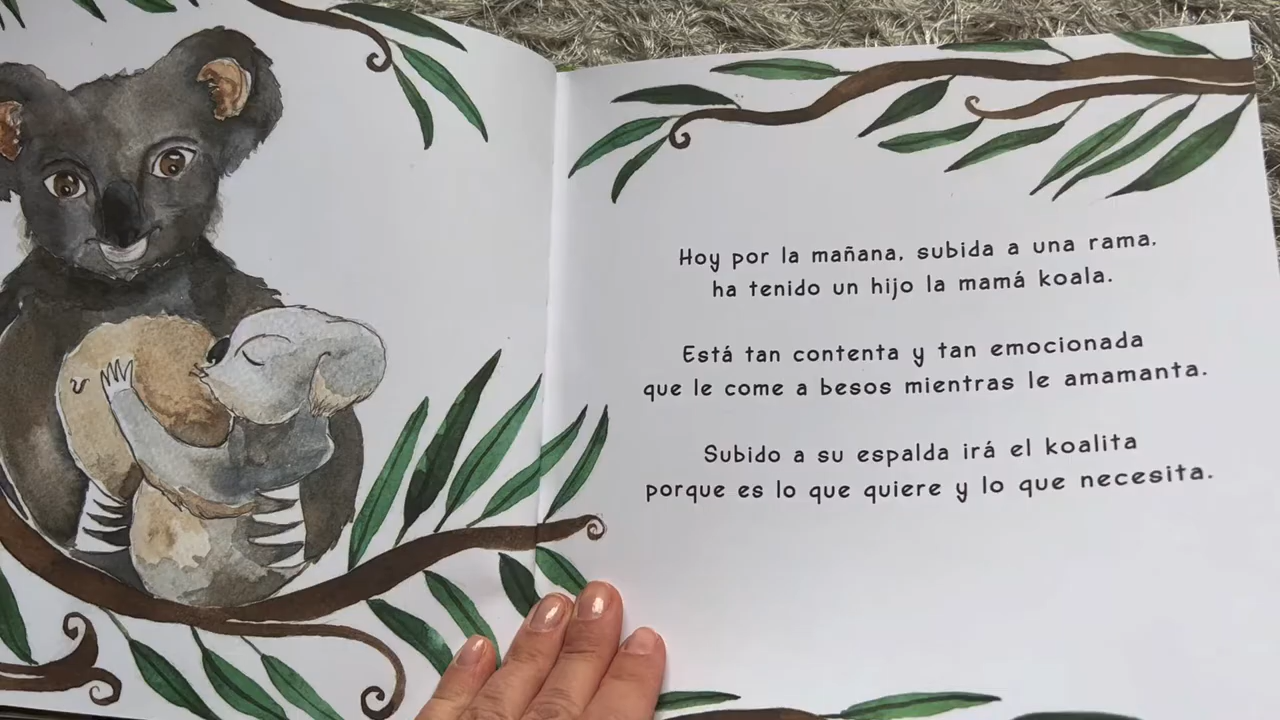 Hoy por la mañana, subida a una rama,
ha tenido un hijo la mamá koala.
Está tan contenta y tan emocionada
que le come a besos mientras le amamanta.
Subido a su espalda irá el koalita
porque es lo que quiere y lo que necesita.